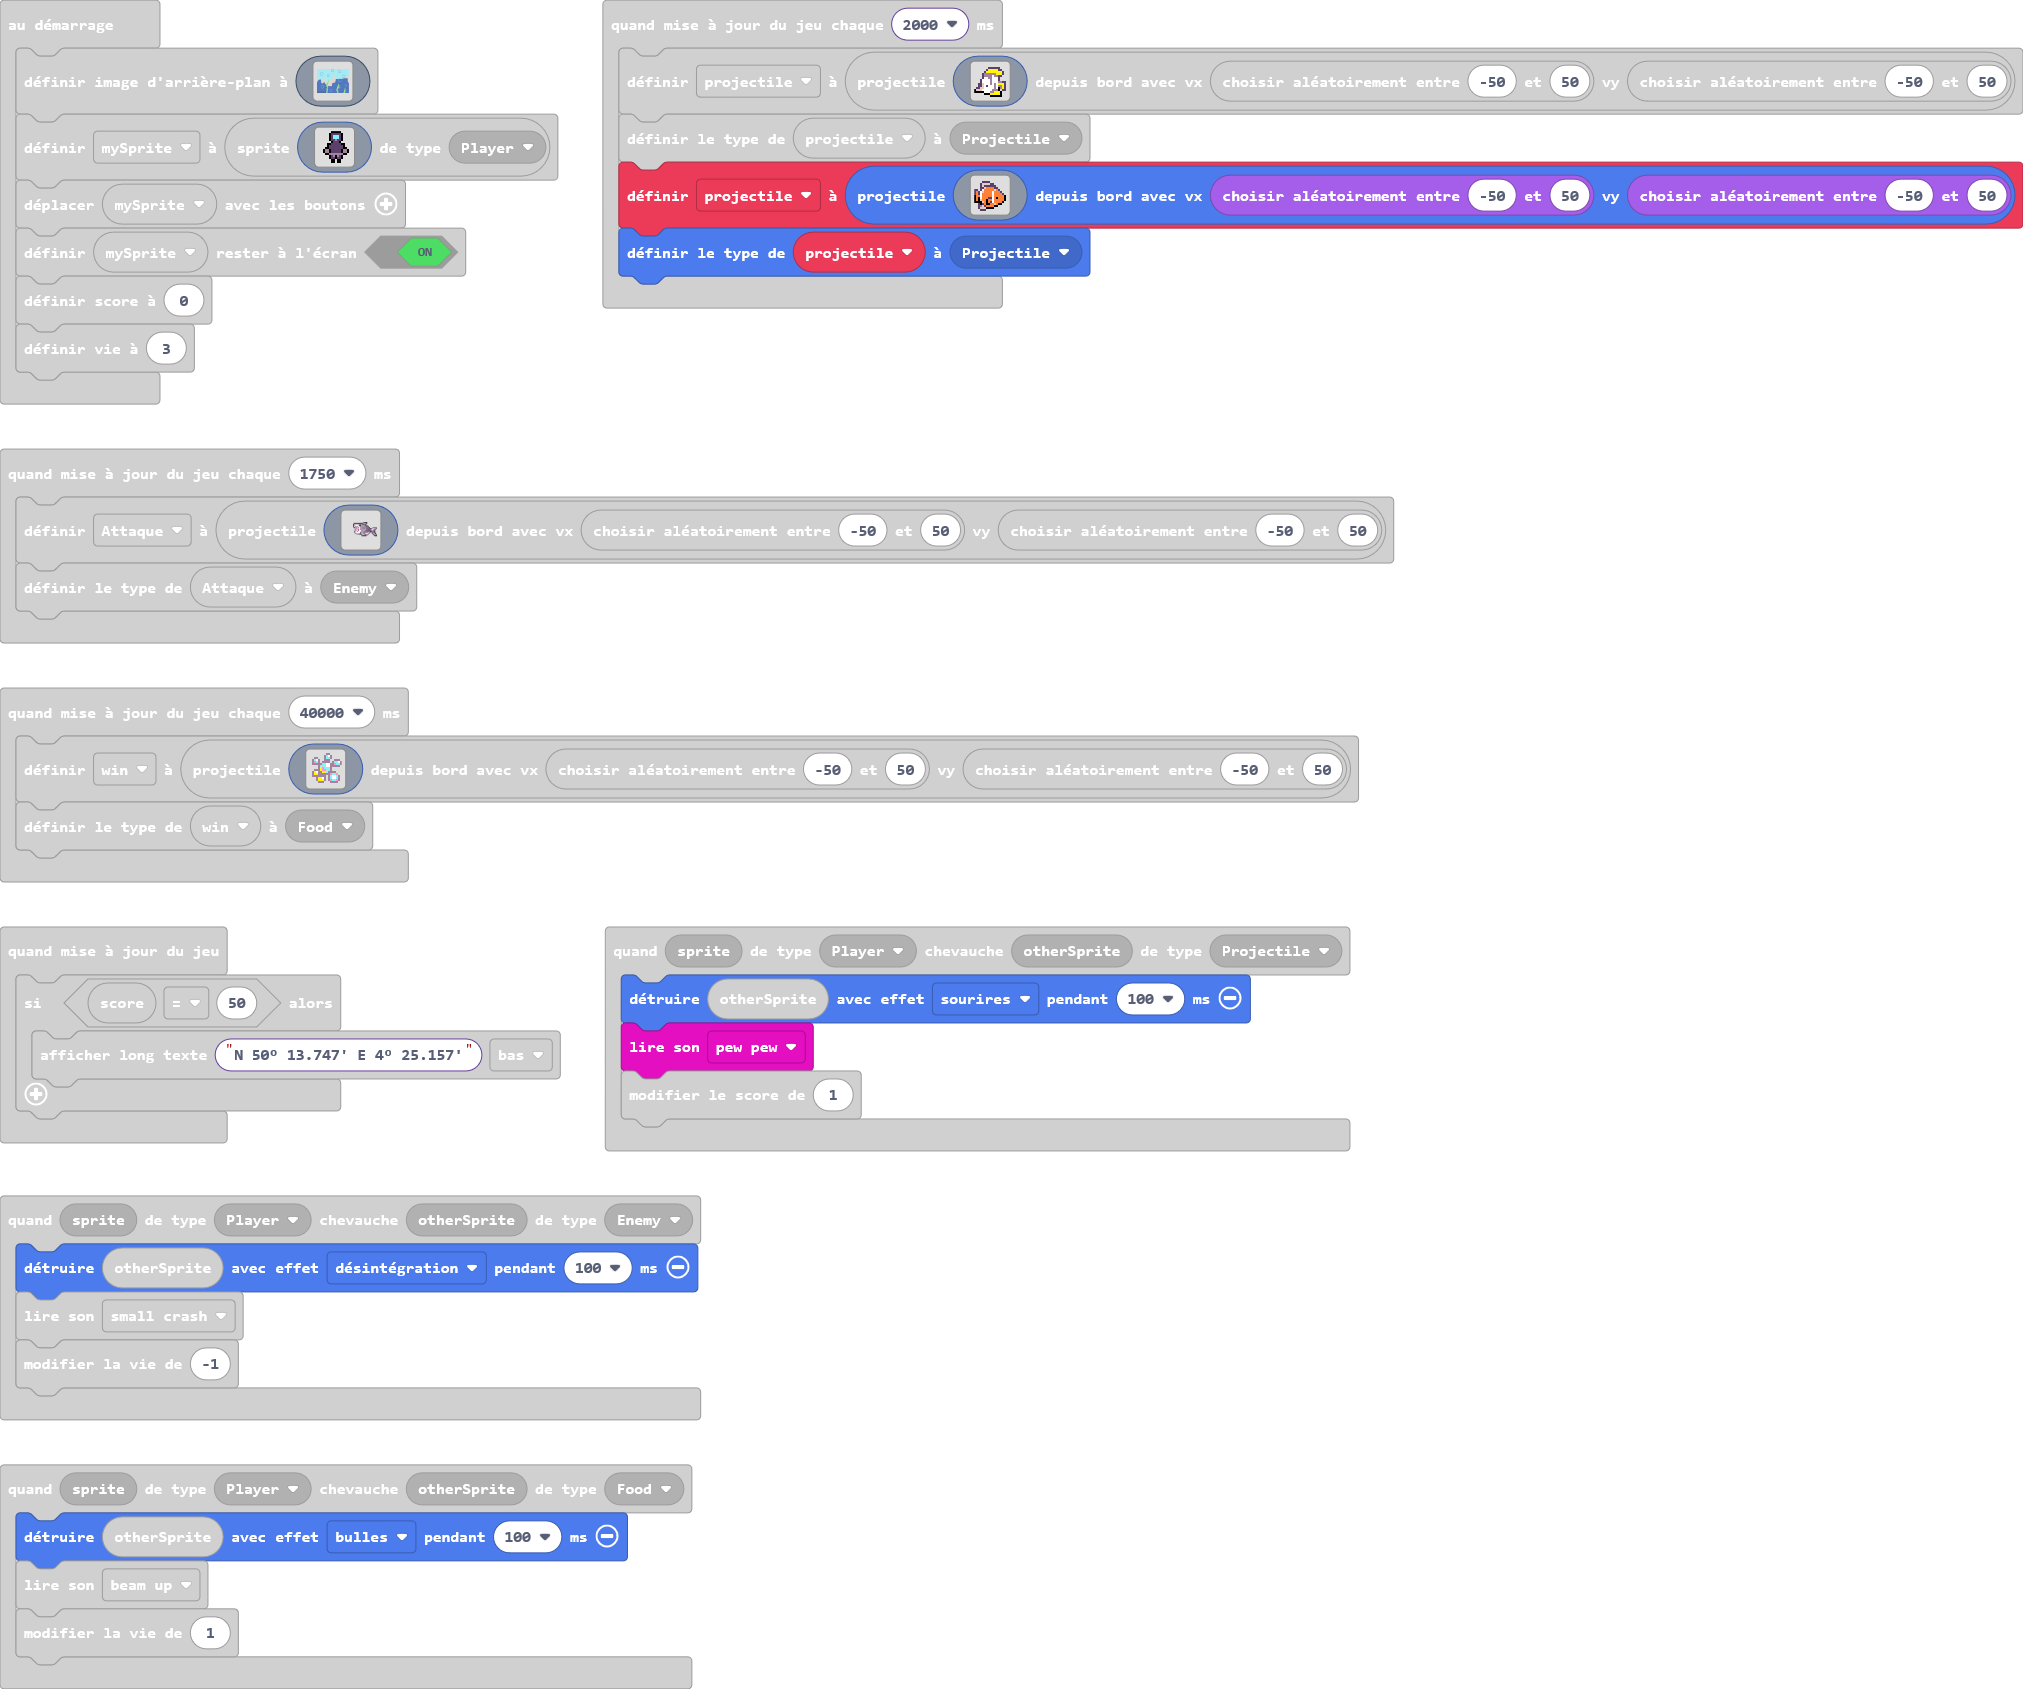 au démarrage
définir image d'arrière-plan à
définir mySprite à sprite de type Player
déplacer mySprite avec les boutons
définir mySprite rester à l'écran ON
définir score à 0
définir vie à 3
quand mise à jour du jeu chaque 2000 ms
définir projectile à projectile depuis bord avec vx choisir aléatoirement entre -50 et 50 vy choisir aléatoirement entre -50 et 50
définir le type de projectile à Projectile
définir projectile à projectile depuis bord avec vx choisir aléatoirement entre -50 et 50 vy choisir aléatoirement entre -50 et 50
définir le type de projectile à Projectile
quand mise à jour du jeu chaque 1750 ms
définir Attaque à projectile depuis bord avec vx choisir aléatoirement entre -50 et 50 vy choisir aléatoirement entre -50 et 50
définir le type de Attaque à Enemy
quand mise à jour du jeu chaque 40000 ms
définir win à projectile depuis bord avec vx choisir aléatoirement entre -50 et 50 vy choisir aléatoirement entre -50 et 50
définir le type de win à Food
quand mise à jour du jeu
si score = 50 alors
afficher long texte "N 50º 13.747' E 4º 25.157'" bas
quand sprite de type Player chevauche otherSprite de type Projectile
détruire otherSprite avec effet sourires pendant 100 ms
lire son pew pew
modifier le score de 1
quand sprite de type Player chevauche otherSprite de type Enemy
détruire otherSprite avec effet désintégration pendant 100 ms
lire son small crash
modifier la vie de -1
quand sprite de type Player chevauche otherSprite de type Food
détruire otherSprite avec effet bulles pendant 100 ms
lire son beam up
modifier la vie de 1